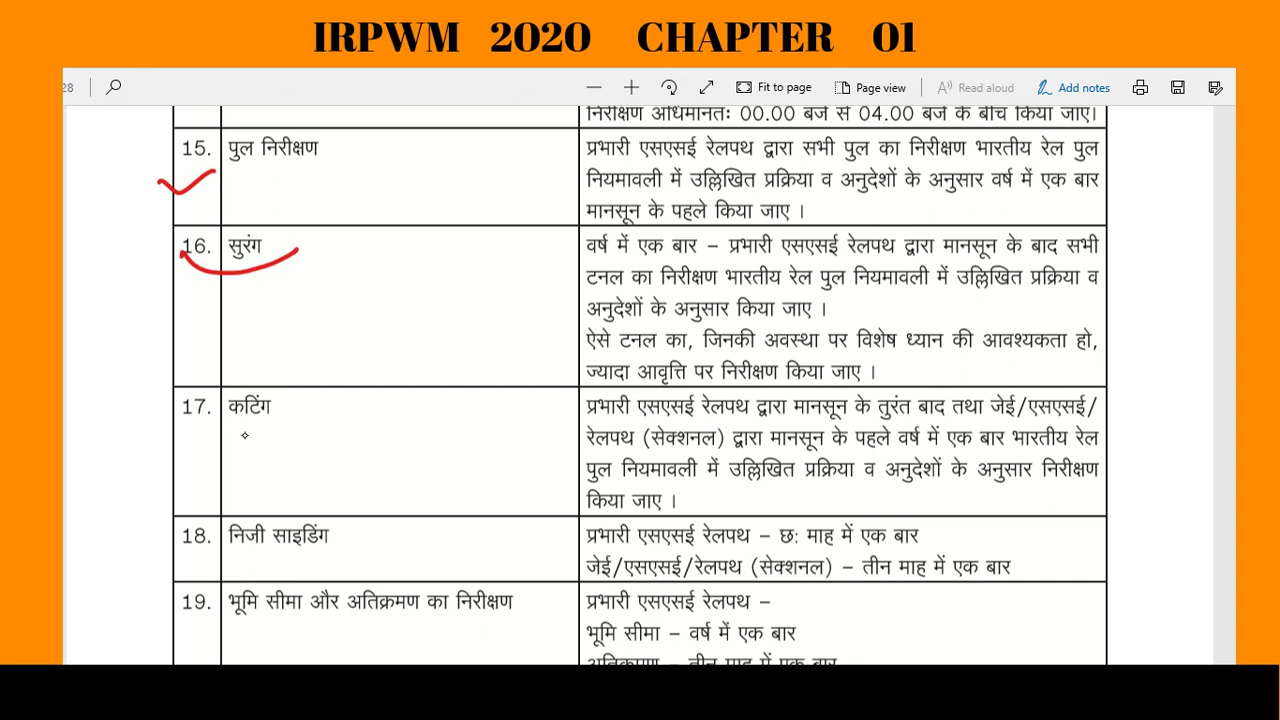 IRPWM 2020 CHAPTER 01
28
Fit to page
Page view
Read aloud
Add notes
निरीक्षण अधिमानतः 00.00 बजे से 04.00 बजे के बीच किया जाए।
15. पुल निरीक्षण
प्रभारी एसएसई रेलपथ द्वारा सभी पुल का निरीक्षण भारतीय रेल पुल
नियमावली में उल्लिखित प्रक्रिया व अनुदेशों के अनुसार वर्ष में एक बार
मानसून के पहले किया जाए ।
16. सुरंग
वर्ष में एक बार – प्रभारी एसएसई रेलपथ द्वारा मानसून के बाद सभी
टनल का निरीक्षण भारतीय रेल पुल नियमावली में उल्लिखित प्रक्रिया व
अनुदेशों के अनुसार किया जाए ।
ऐसे टनल का, जिनकी अवस्था पर विशेष ध्यान की आवश्यकता हो,
ज्यादा आवृत्ति पर निरीक्षण किया जाए ।
17. कटिंग
प्रभारी एसएसई रेलपथ द्वारा मानसून के तुरंत बाद तथा जेई/एसएसई/
रेलपथ (सेक्शनल) द्वारा मानसून के पहले वर्ष में एक बार भारतीय रेल
पुल नियमावली में उल्लिखित प्रक्रिया व अनुदेशों के अनुसार निरीक्षण
किया जाए ।
18. निजी साइडिंग
प्रभारी एसएसई रेलपथ – छः माह में एक बार
जेई/एसएसई/रेलपथ (सेक्शनल) – तीन माह में एक बार
19. भूमि सीमा और अतिक्रमण का निरीक्षण
प्रभारी एसएसई रेलपथ –
भूमि सीमा – वर्ष में एक बार
अतिक्रमण – तीन माह में एक बार